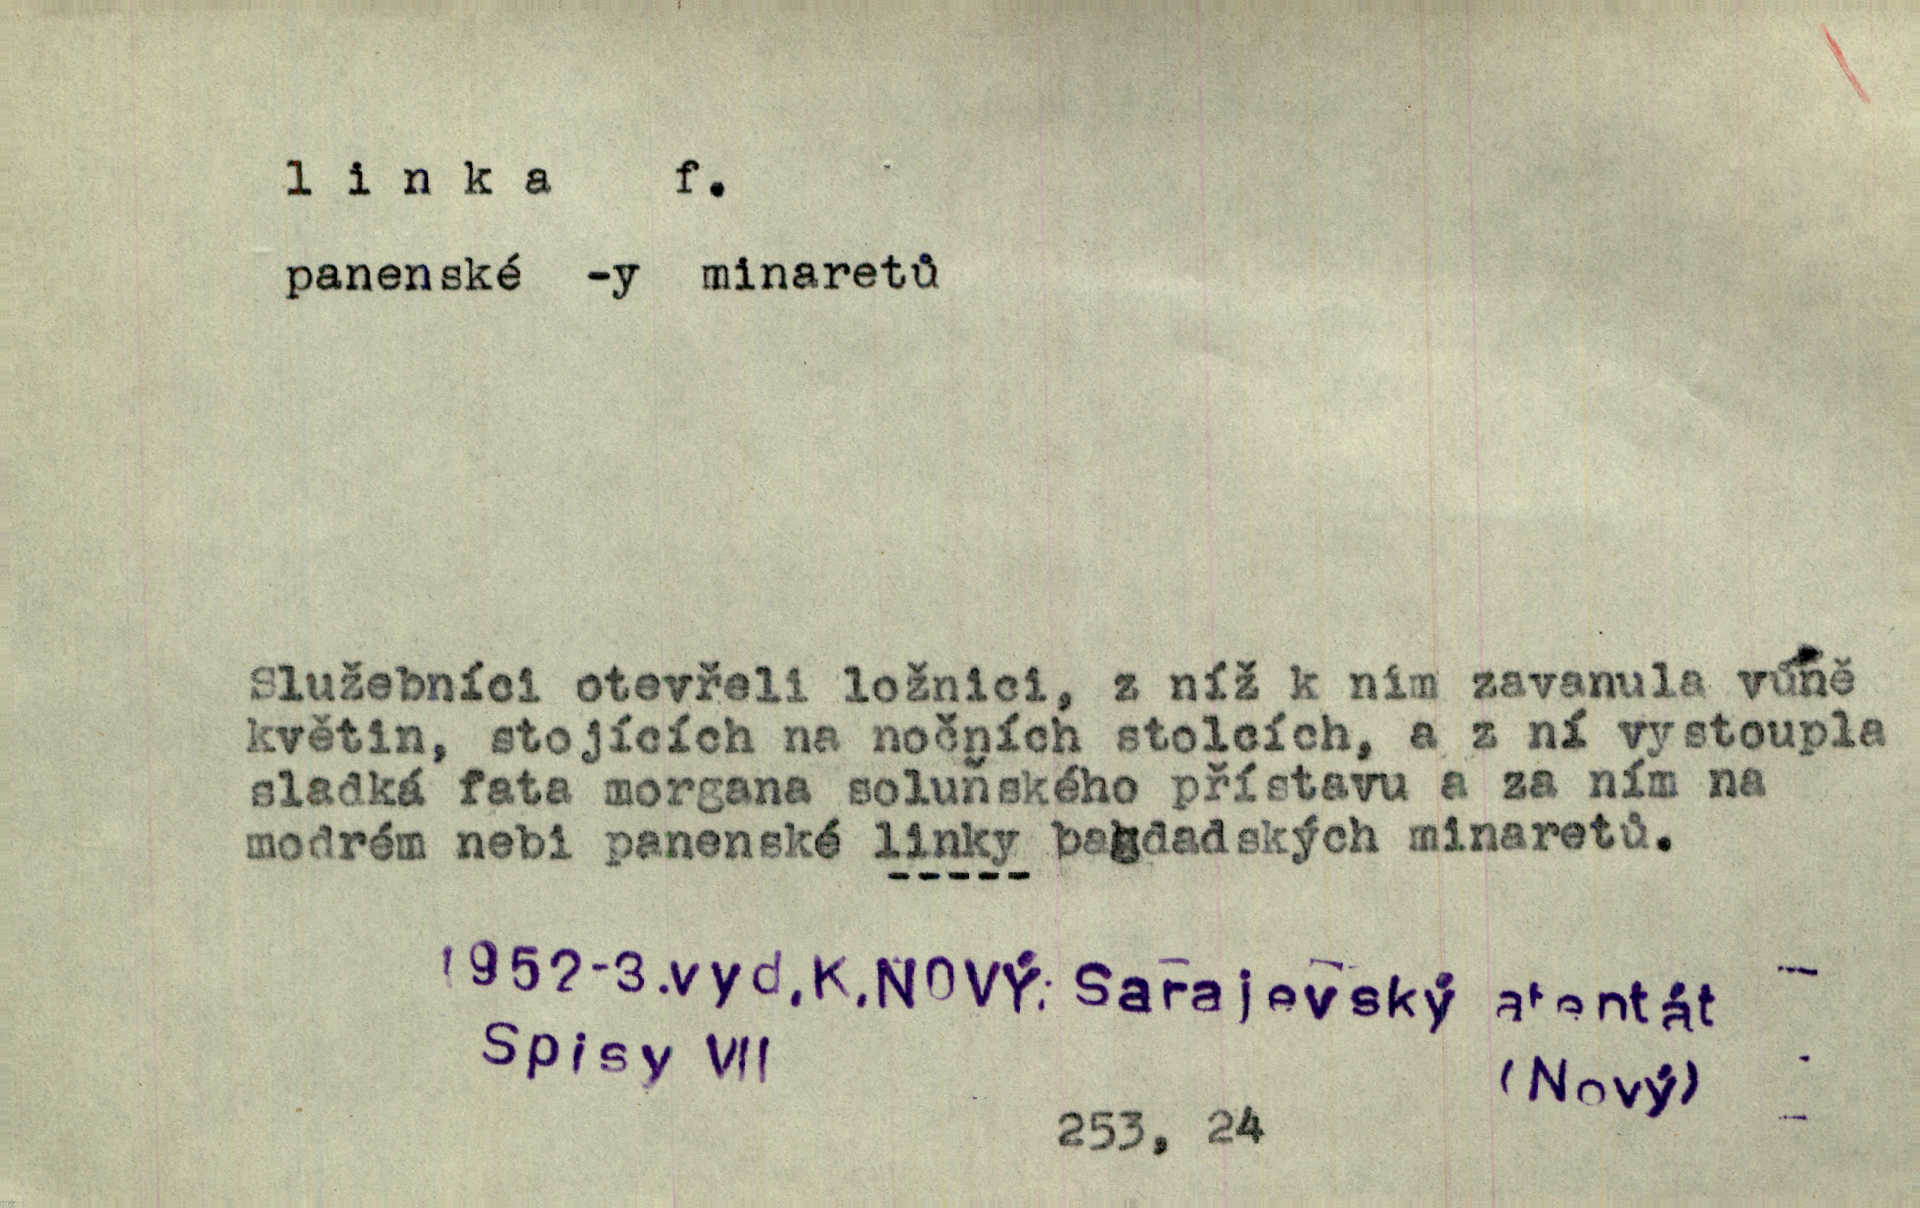 linka f.
panenské -y minaretů
Služebníci otevřeli ložnici, z níž k nim zavanula vůně
květin, stojících na nočních stolcích, a z ní vystoupla
sladká fata morgana soluňského přístavu a za ním na
modrém nebi panenské linky bagdadských minaretů.
1952-3.vyd. K. NOVÝ: Sarajevský atentát
Spisy VII
(Nový)
253, 24